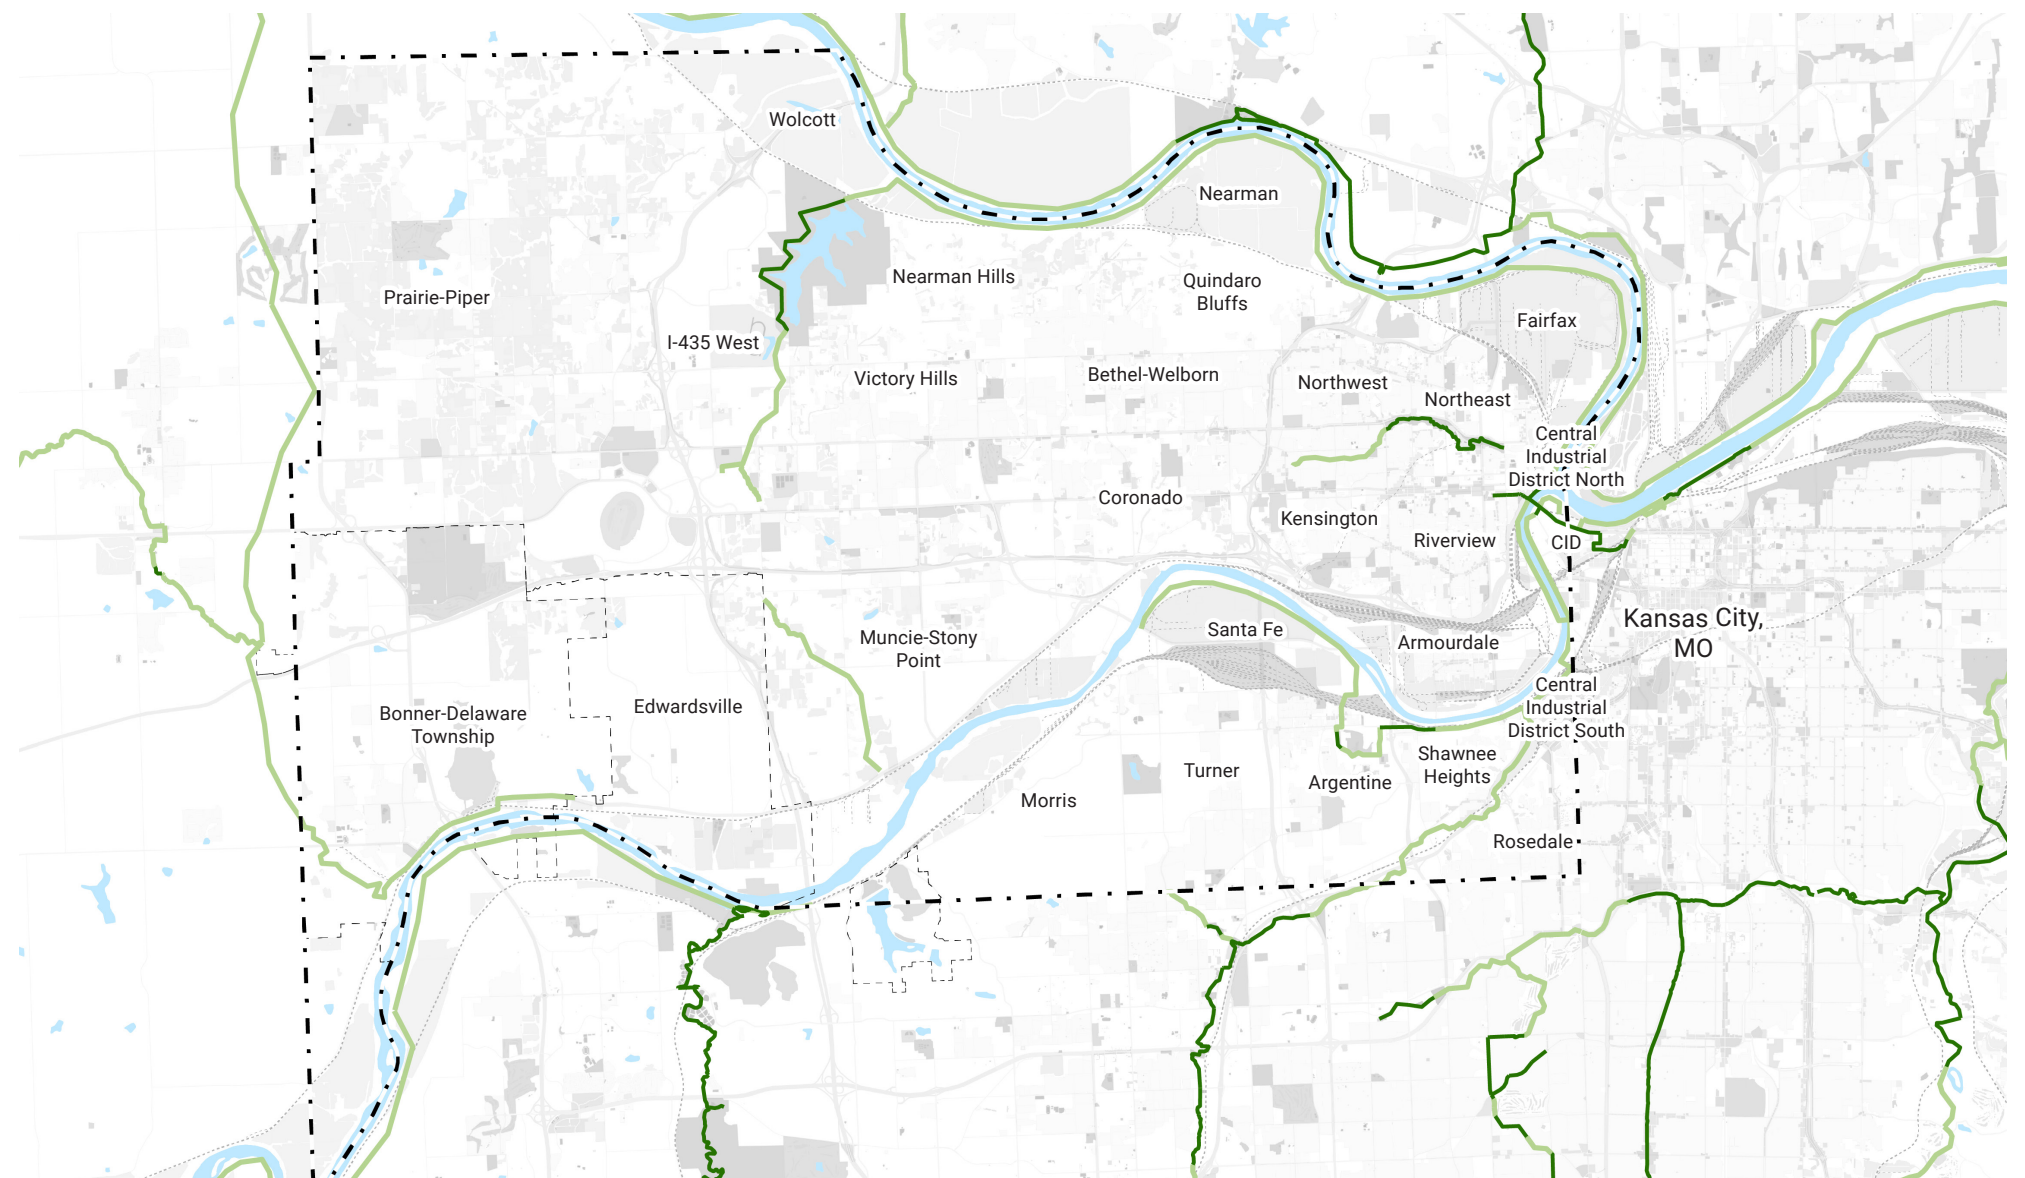 Wolcott
Nearman
Nearman Hills
Quindaro
Bluffs
Prairie-Piper
Fairfax
I-435 West
Victory Hills
Bethel-Welborn
Northwest
Northeast
Central
Industrial
District North
Coronado
Kensington
Riverview
CID
Kansas City,
MO
Muncie-Stony
Point
Santa Fe
Armourdale
Central
Industrial
District South
Bonner-Delaware
Township
Edwardsville
Shawnee
Heights
Turner
Argentine
Morris
Rosedale